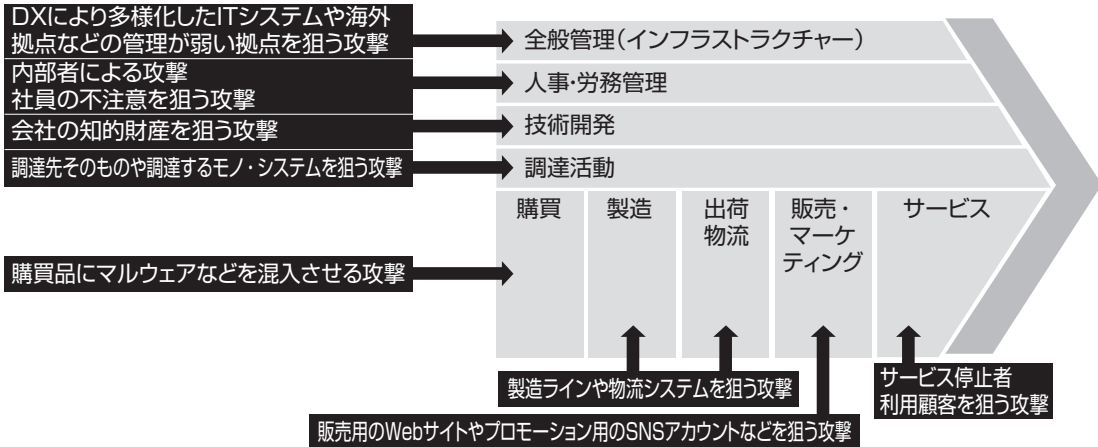 DXにより多様化したITシステムや海外
拠点などの管理が弱い拠点を狙う攻撃
全般管理(インフラストラクチャー)
内部者による攻撃
社員の不注意を狙う攻撃
人事・労務管理
会社の知的財産を狙う攻撃
技術開発
調達先そのものや調達するモノ・システムを狙う攻撃
調達活動
購買
製造
出荷
物流
販売・
マーケ
ティング
サービス
購買品にマルウェアなどを混入させる攻撃
製造ラインや物流システムを狙う攻撃
サービス停止者
利用顧客を狙う攻撃
販売用のWebサイトやプロモーション用のSNSアカウントなどを狙う攻撃